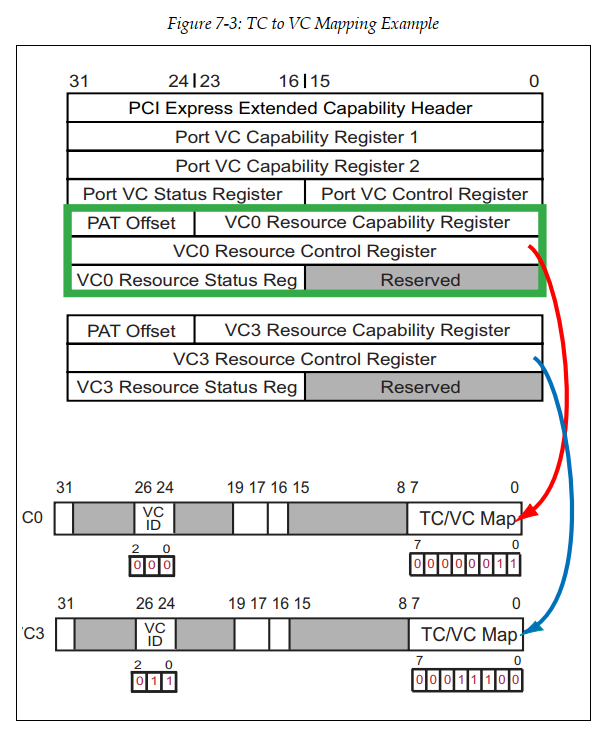 Figure 7-3: TC to VC Mapping Example
31 24 23 16 15 0
PCI Express Extended Capability Header
Port VC Capability Register 1
Port VC Capability Register 2
Port VC Status Register Port VC Control Register
PAT Offset VC0 Resource Capability Register
VC0 Resource Control Register
VC0 Resource Status Reg Reserved
PAT Offset VC3 Resource Capability Register
VC3 Resource Control Register
VC3 Resource Status Reg Reserved
31 26 24 19 17 16 15 8 7 0
C0 VC ID TC/VC Map
2 0 7 0
0 0 0 0 0 0 0 0 0 1 1
31 26 24 19 17 16 15 8 7 0
C3 VC ID TC/VC Map
2 0 7 0
0 1 1 0 0 0 1 1 1 0 0